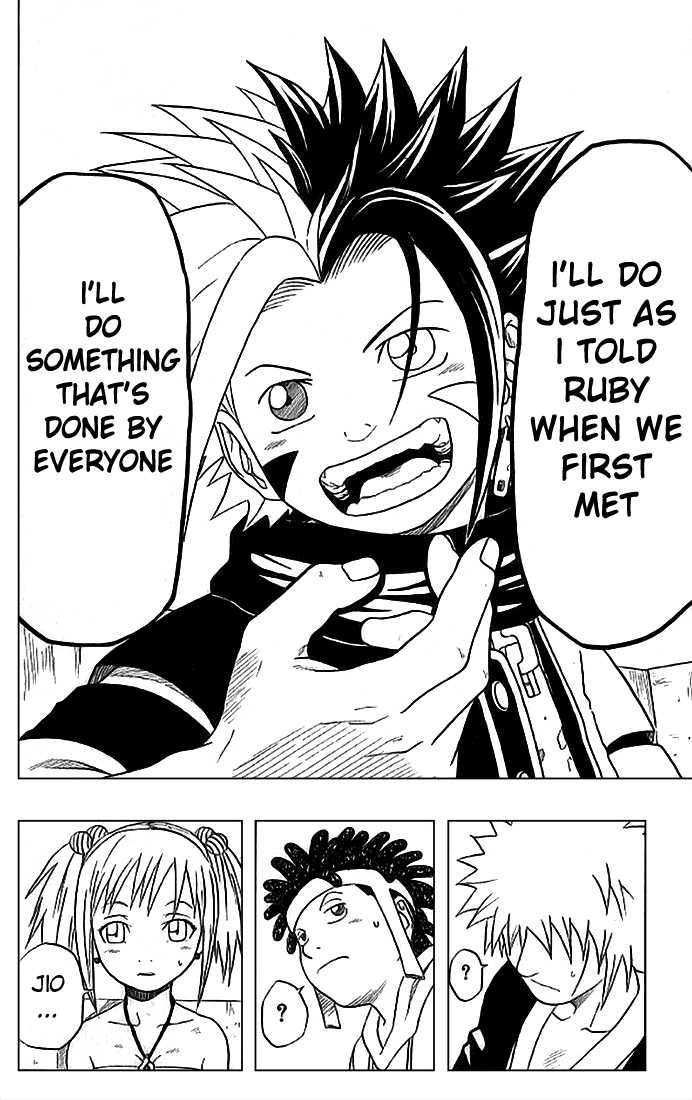 I'LL DO
JUST AS
I TOLD
RUBY
WHEN WE
FIRST
MET
I'LL
DO
SOMETHING
THAT'S
DONE BY
EVERYONE
?
?
JIO
...